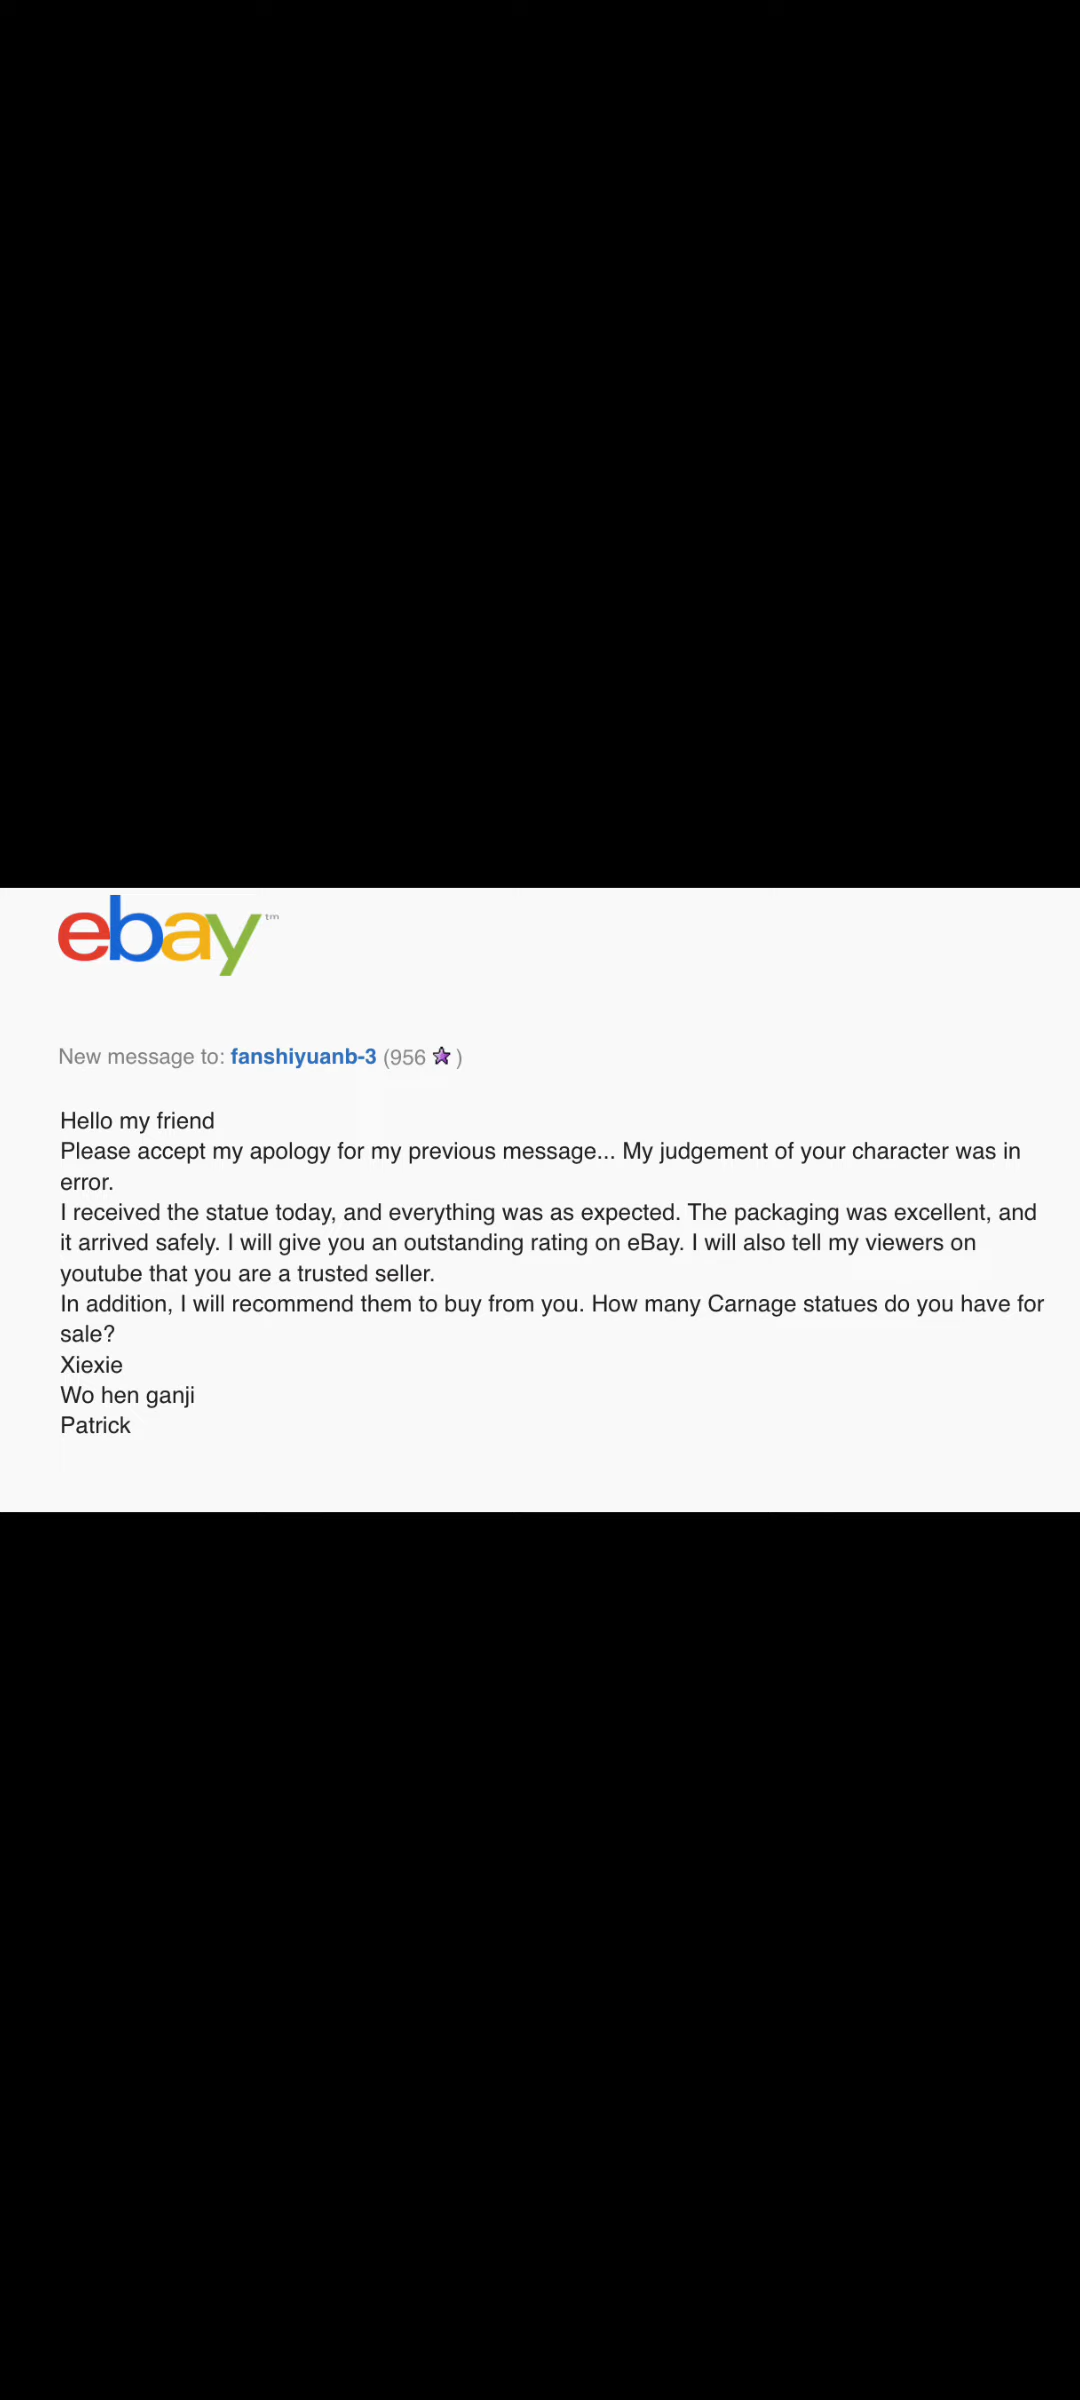 ebay™
New message to: fanshiyuanb-3 (956 )
Hello my friend
Please accept my apology for my previous message... My judgement of your character was in
error.
I received the statue today, and everything was as expected. The packaging was excellent, and
it arrived safely. I will give you an outstanding rating on eBay. I will also tell my viewers on
youtube that you are a trusted seller.
In addition, I will recommend them to buy from you. How many Carnage statues do you have for
sale?
Xiexie
Wo hen ganji
Patrick